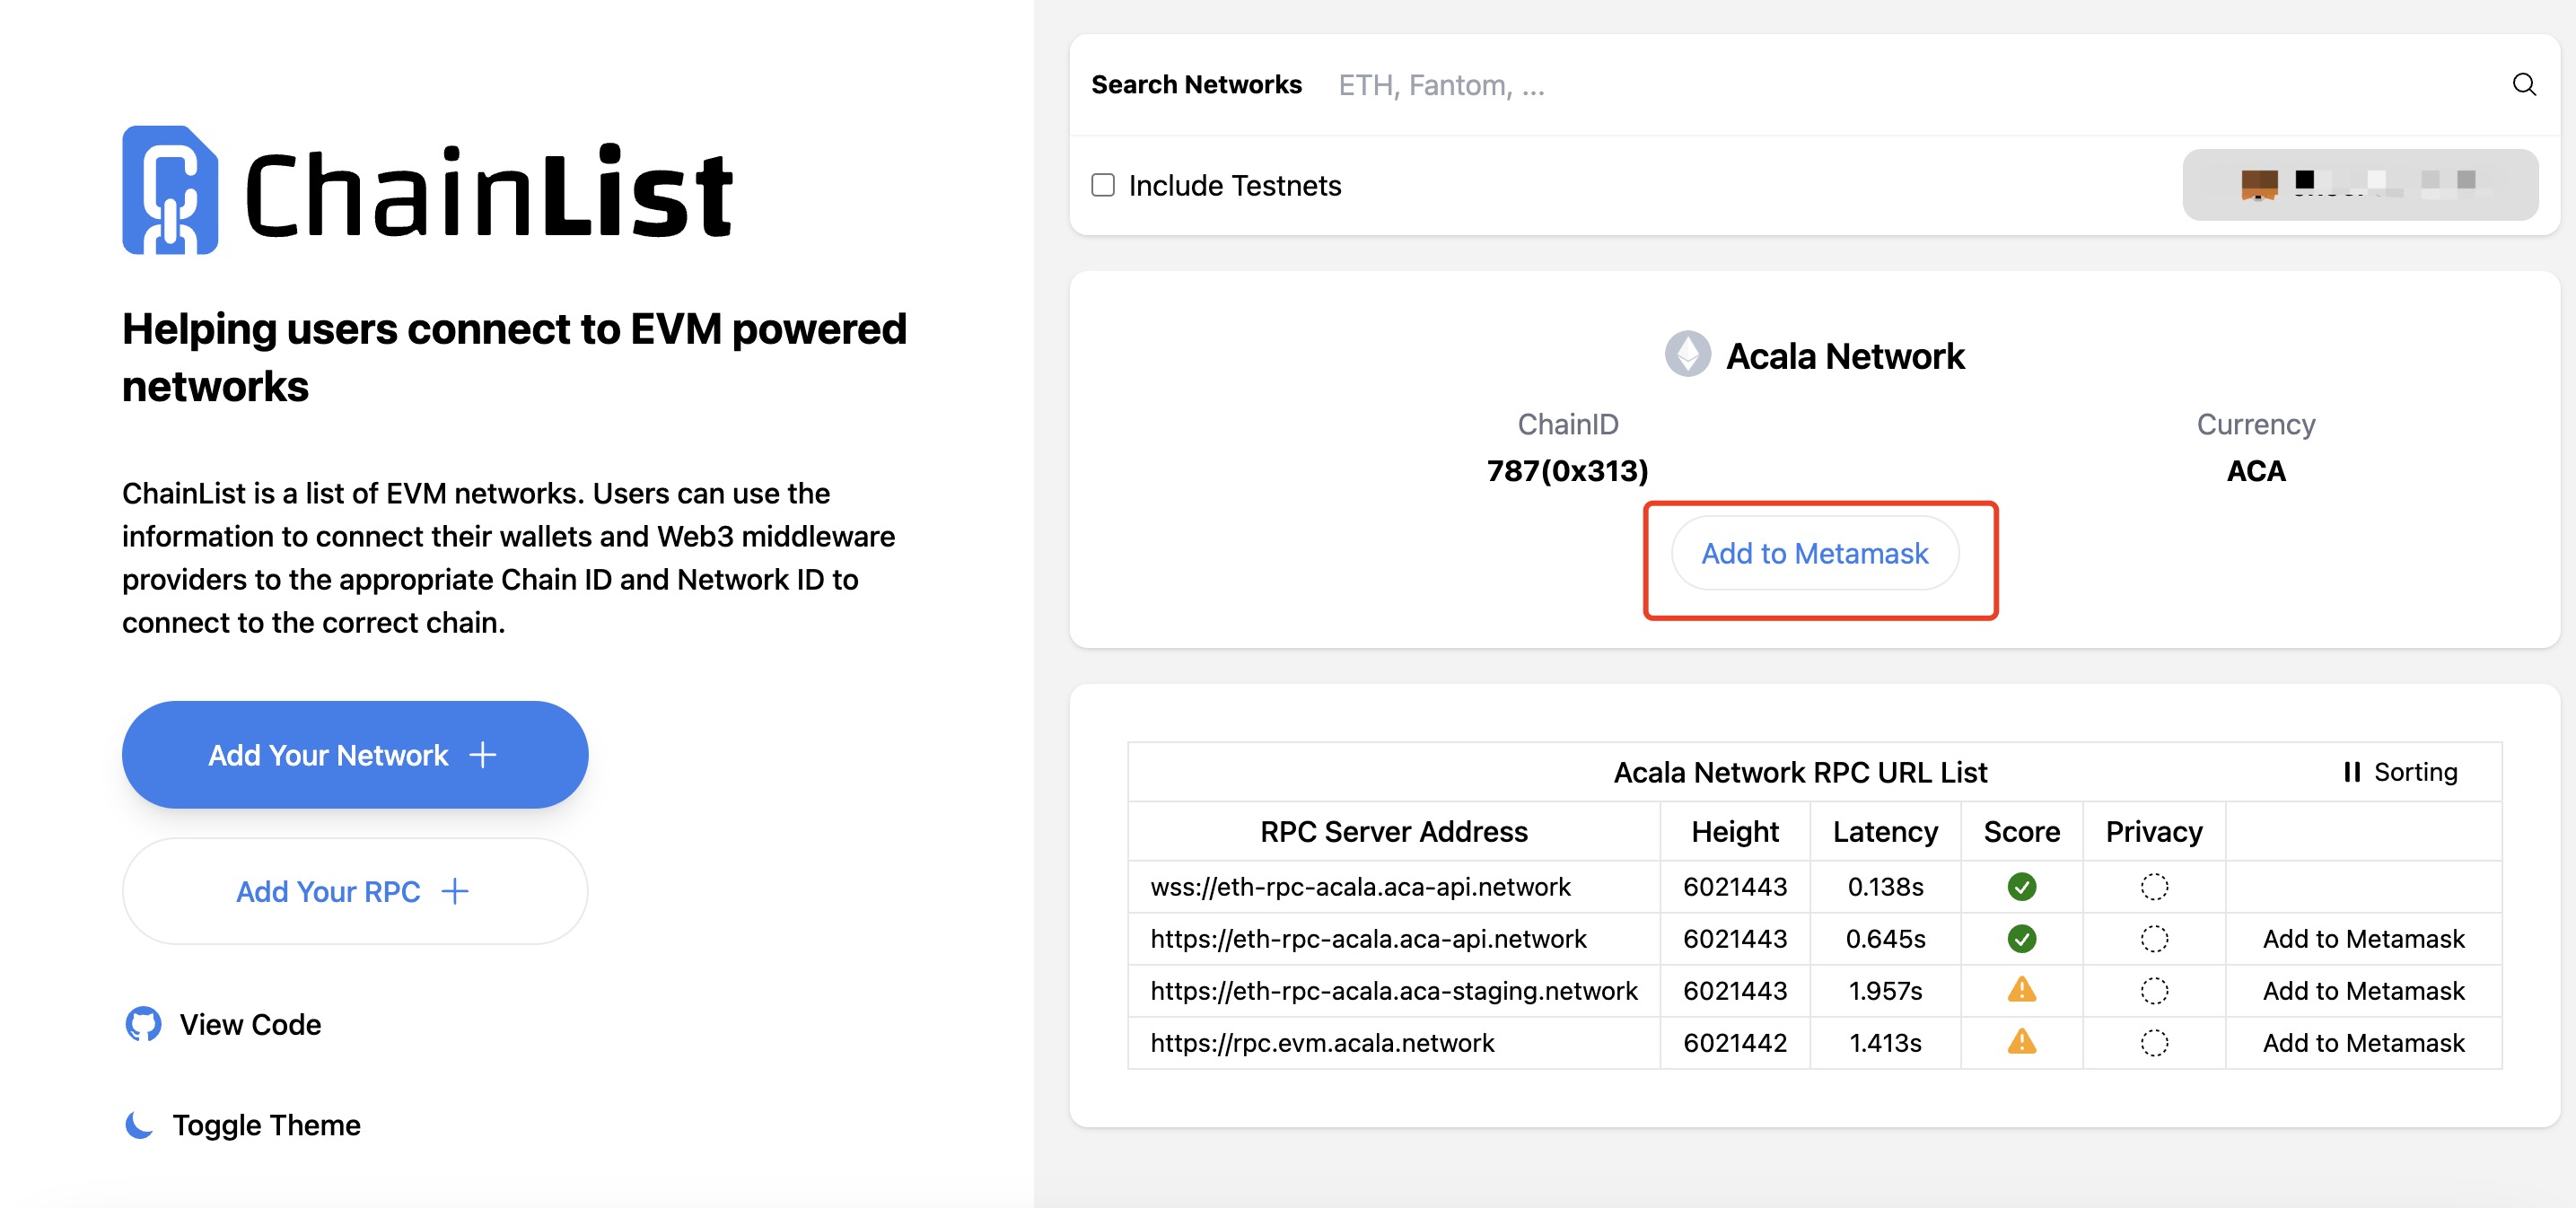 ChainList
Helping users connect to EVM powered
networks
ChainList is a list of EVM networks. Users can use the
information to connect their wallets and Web3 middleware
providers to the appropriate Chain ID and Network ID to
connect to the correct chain.
Add Your Network
Add Your RPC
View Code
Toggle Theme
Search Networks ETH, Fantom, ...
Include Testnets
Acala Network
ChainID Currency
787(0x313) ACA
Add to Metamask
Acala Network RPC URL List Sorting
RPC Server Address Height Latency Score Privacy
wss://eth-rpc-acala.aca-api.network 6021443 0.138s
https://eth-rpc-acala.aca-api.network 6021443 0.645s Add to Metamask
https://eth-rpc-acala.aca-staging.network 6021443 1.957s Add to Metamask
https://rpc.evm.acala.network 6021442 1.413s Add to Metamask